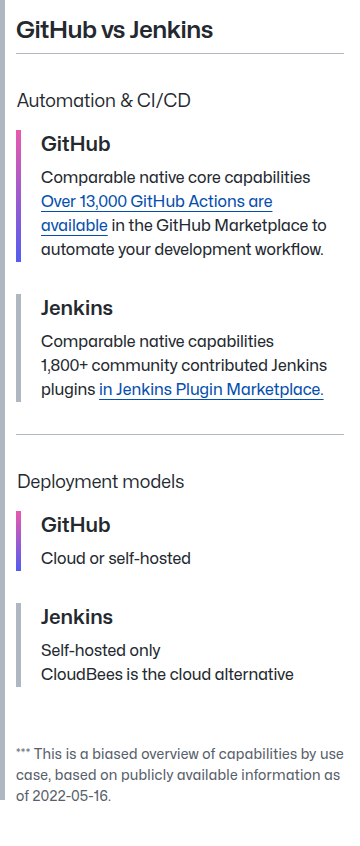 GitHub vs Jenkins
Automation & CI/CD
GitHub
Comparable native core capabilities
Over 13,000 GitHub Actions are
available in the GitHub Marketplace to
automate your development workflow.
Jenkins
Comparable native capabilities
1,800+ community contributed Jenkins
plugins in Jenkins Plugin Marketplace.
Deployment models
GitHub
Cloud or self-hosted
Jenkins
Self-hosted only
CloudBees is the cloud alternative
*** This is a biased overview of capabilities by use
case, based on publicly available information as
of 2022-05-16.